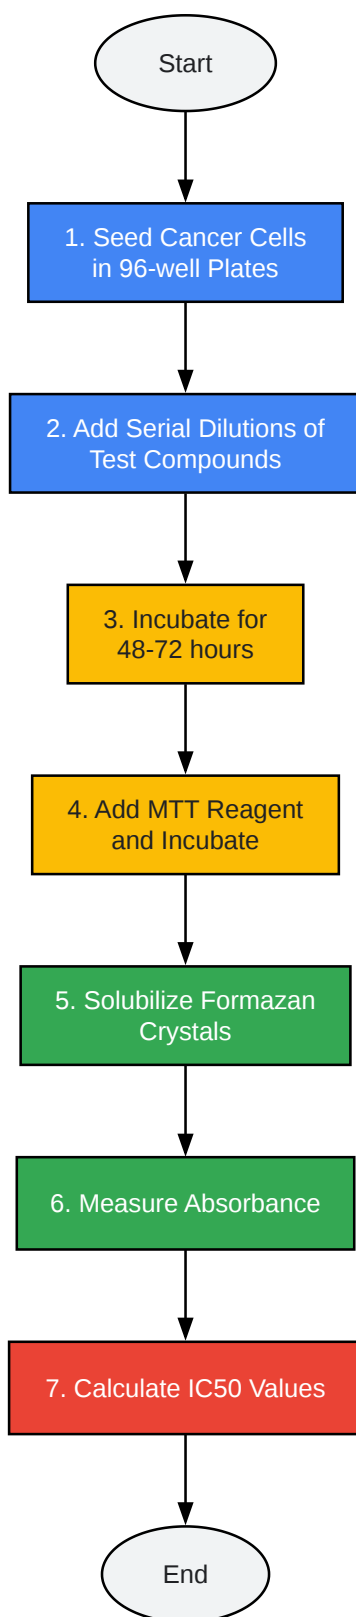 Start
1. Seed Cancer Cells
in 96-well Plates
2. Add Serial Dilutions of
Test Compounds
3. Incubate for
48-72 hours
4. Add MTT Reagent
and Incubate
5. Solubilize Formazan
Crystals
6. Measure Absorbance
7. Calculate IC50 Values
End